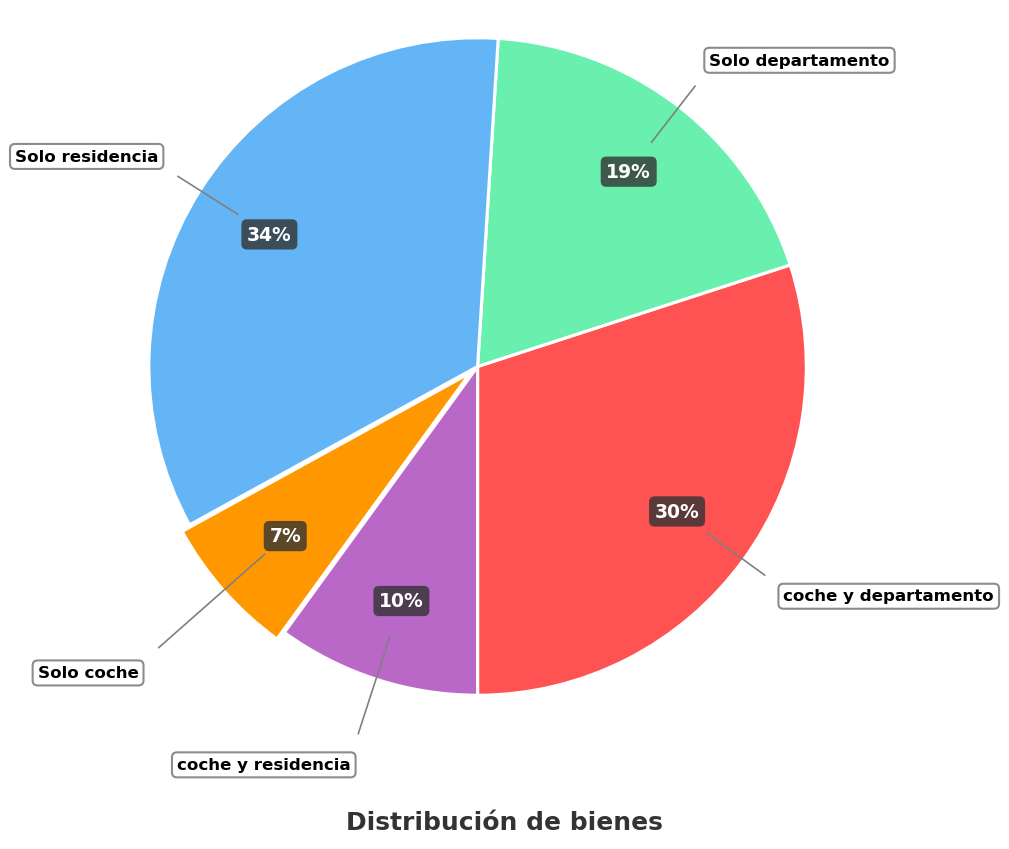 Solo departamento
19%
Solo residencia
34%
30%
7%
coche y departamento
10%
Solo coche
coche y residencia
Distribución de bienes